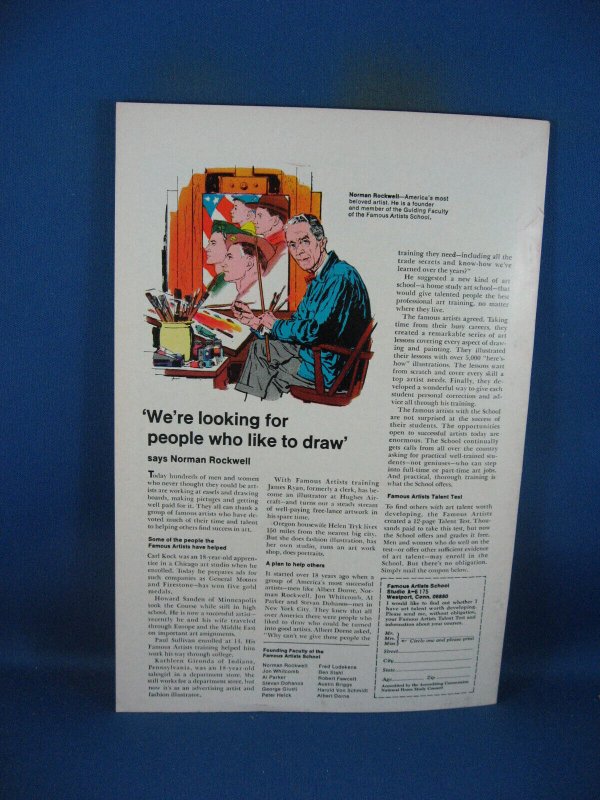 Norman Rockwell—America's most
beloved artist. He is a founder
and member of the Guiding Faculty
of the Famous Artists School.
'We're looking for
people who like to draw'
says Norman Rockwell
Today hundreds of men and women
who never thought they could be art-
ists are working at easels and drawing
boards, making pictures and getting
well paid for it. They all can thank a
group of famous artists who have de-
voted much of their time and talent
to helping others find success in art.
Some of the people the
Famous Artists have helped
Carl Kock was an 18-year-old appren-
tice in a Chicago art studio when he
enrolled. Today he prepares ads for
such companies as General Motors
and Firestone—has won five gold
medals.
Howard Sanden of Minneapolis
took the Course while still in high
school. He is now a successful artist—
recently he and his wife traveled
through Europe and the Middle East
on important art assignments.
Paul Sullivan enrolled at 15. His
Famous Artists training helped him
work his way through college.
Kathleen Gironda of Indiana,
Pennsylvania, was an 18-year-old
salesgirl in a department store. She
still works for a department store, but
now it's as an advertising artist and
fashion illustrator.
With Famous Artists training
James Ryan, formerly a clerk, has be-
come an illustrator at Hughes Air-
craft—and turns out a steady stream
of well-paying free-lance artwork in
his spare time.
Oregon housewife Helen Tryk lives
150 miles from the nearest big city.
But she does fashion illustration, has
her own studio, runs an art work
shop, does portraits.
A plan to help others
It started over 18 years ago when a
group of America's most successful
artists—men like Albert Dorne, Nor-
man Rockwell, Jon Whitcomb, Al
Parker and Stevan Dohanos—met in
New York City. They knew that all
over America there were people who
liked to draw who could be turned
into good artists. Albert Dorne asked,
"Why can't we give these people the
Founding Faculty of the
Famous Artists School
Norman Rockwell
Jon Whitcomb
Al Parker
Stevan Dohanos
George Giusti
Peter Helck
Fred Ludekens
Ben Stahl
Robert Fawcett
Austin Briggs
Harold Von Schmidt
Albert Dorne
training they need—including all the
trade secrets and know-how we've
learned over the years?"
He suggested a new kind of art
school—a home study art school—that
would give talented people the best
professional art training, no matter
where they live.
The famous artists agreed. Taking
time from their busy careers, they
created a remarkable series of art
lessons covering every aspect of draw-
ing and painting. They illustrated
their lessons with over 5,000 "here's-
how" illustrations. The lessons start
from scratch and cover every skill a
top artist needs. Finally, they de-
veloped a wonderful way to give each
student personal correction and ad-
vice all through his training.
The famous artists with the School
are not surprised at the success of
their students. The opportunities
open to successful artists today are
enormous. The School continually
gets calls from all over the country
asking for practical well-trained stu-
dents—not geniuses—who can step
into full-time or part-time art jobs.
And practical, thorough training is
what the School offers.
Famous Artists Talent Test
To find others with art talent worth
developing, the Famous Artists
created a 12-page Talent Test. Thou-
sands paid to take this test, but now
the School offers and grades it free.
Men and women who do well on the
test—or offer other sufficient evidence
of art talent—may enroll in the
School. But there's no obligation.
Simply mail the coupon below.
Famous Artists School
Studio
Westport, Conn. 06880
I would like to find out whether I
have art talent worth developing.
Please send me, without obligation,
your Famous Artists Talent Test and
information about your courses.
Mr.
Mrs.
Miss
Circle one and please print
Street
City
State
Age
Zip
Accredited by the Accrediting Commission
National Home Study Council